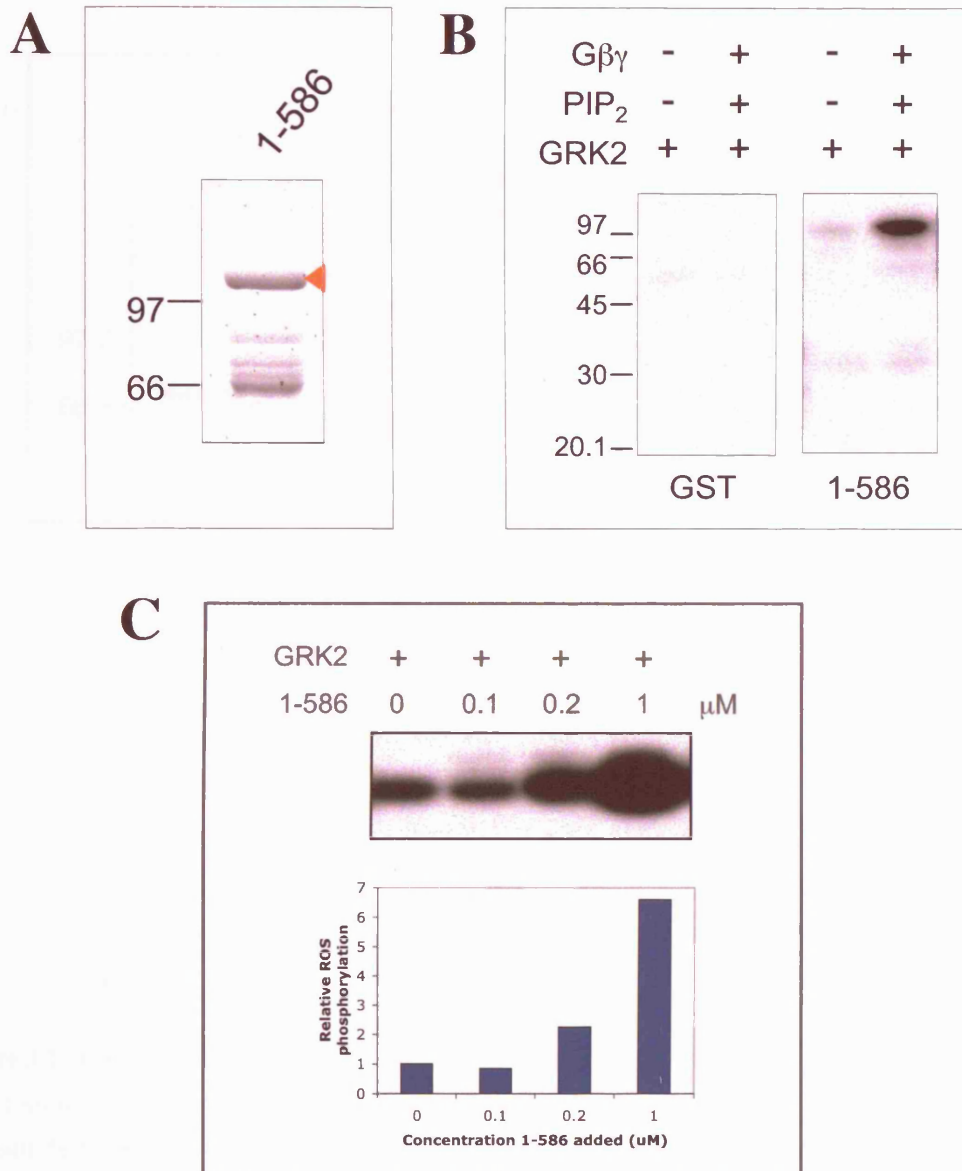 A
1-586
97
66
B
Gβγ - + - +
PIP₂ - + - +
GRK2 + + + +
97
66
45
30
20.1
GST 1-586
C
GRK2 + + + +
1-586 0 0.1 0.2 1 μM
7
6
5
4
3
2
1
0
Relative ROS
phosphorylation
0 0.1 0.2 1
Concentration 1-586 added (uM)